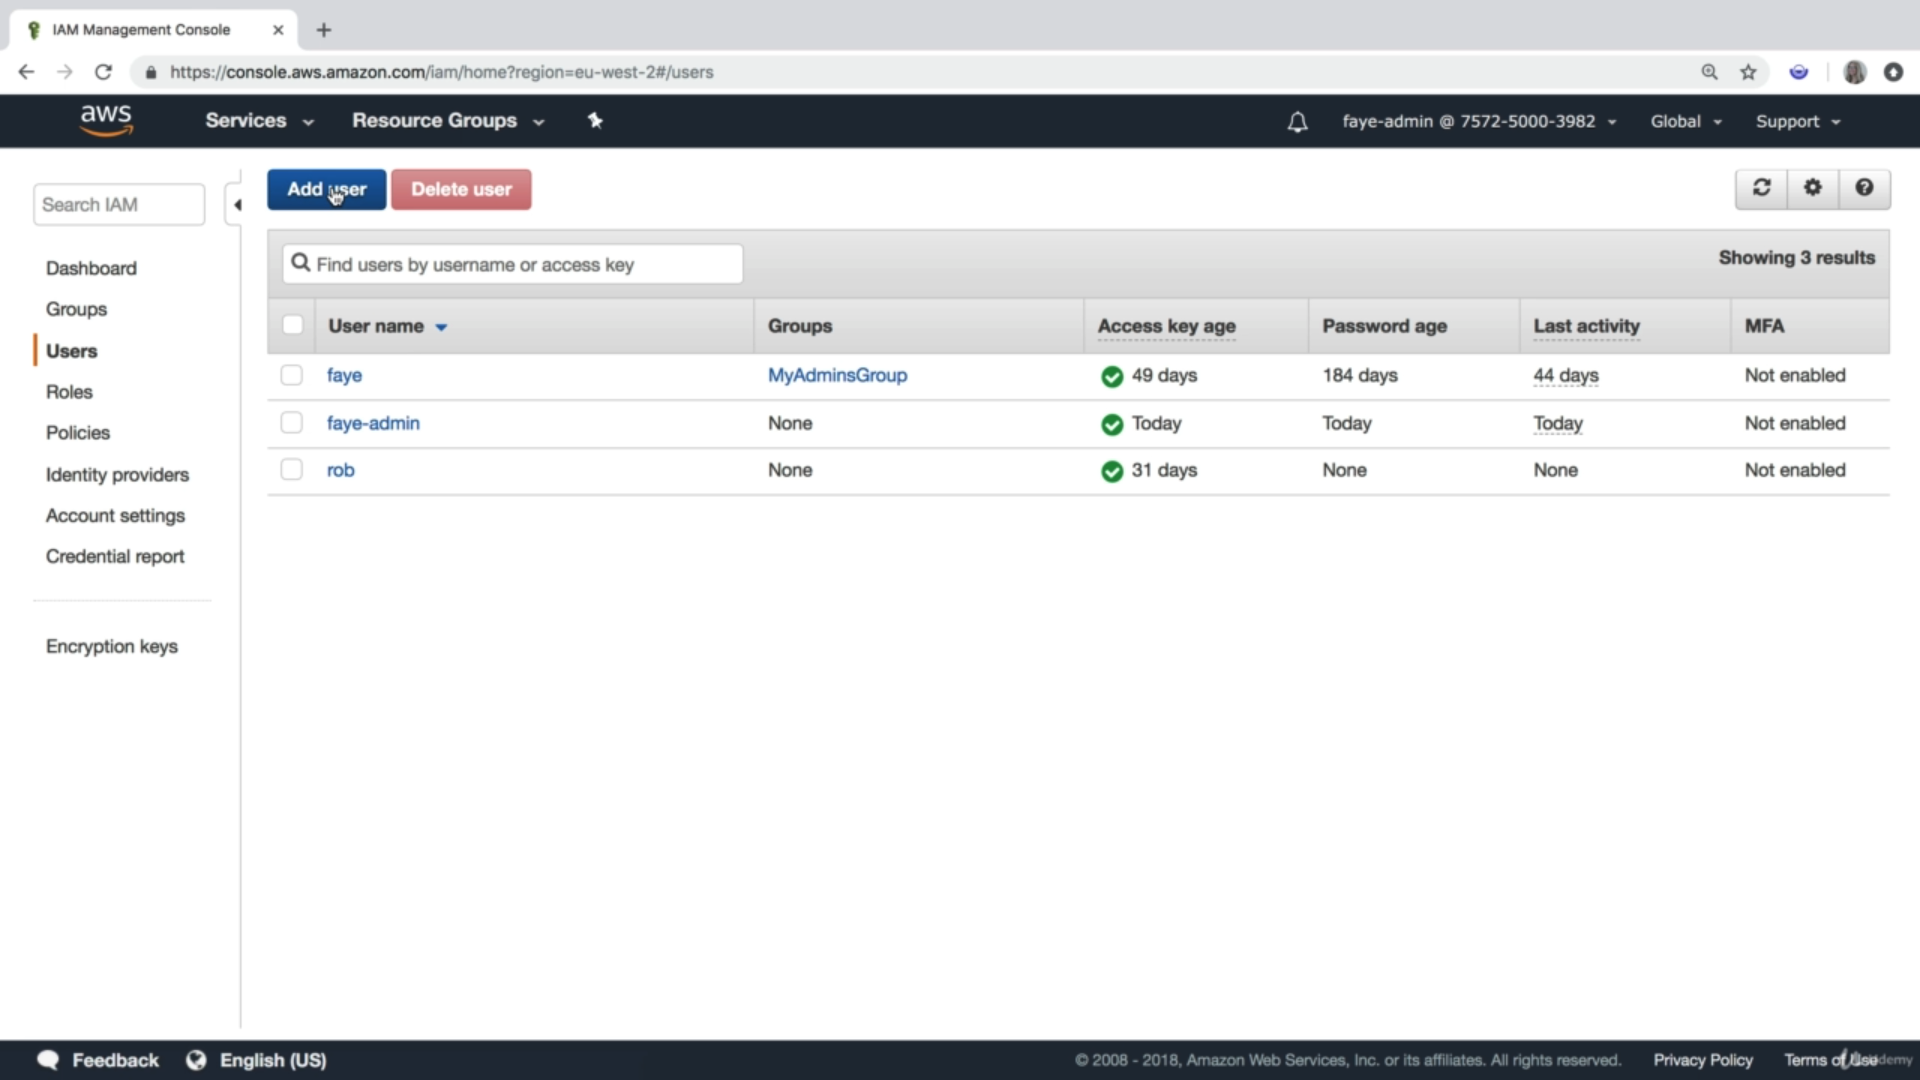 IAM Management Console
https://console.aws.amazon.com/iam/home?region=eu-west-2#/users
aws Services Resource Groups faye-admin @ 7572-5000-3982 Global Support
Search IAM
Dashboard
Groups
Users
Roles
Policies
Identity providers
Account settings
Credential report
Encryption keys
Add user Delete user
Find users by username or access key Showing 3 results
User name Groups Access key age Password age Last activity MFA
faye MyAdminsGroup 49 days 184 days 44 days Not enabled
faye-admin None Today Today Today Not enabled
rob None 31 days None None Not enabled
Feedback English (US) © 2008 - 2018, Amazon Web Services, Inc. or its affiliates. All rights reserved. Privacy Policy Terms of Use